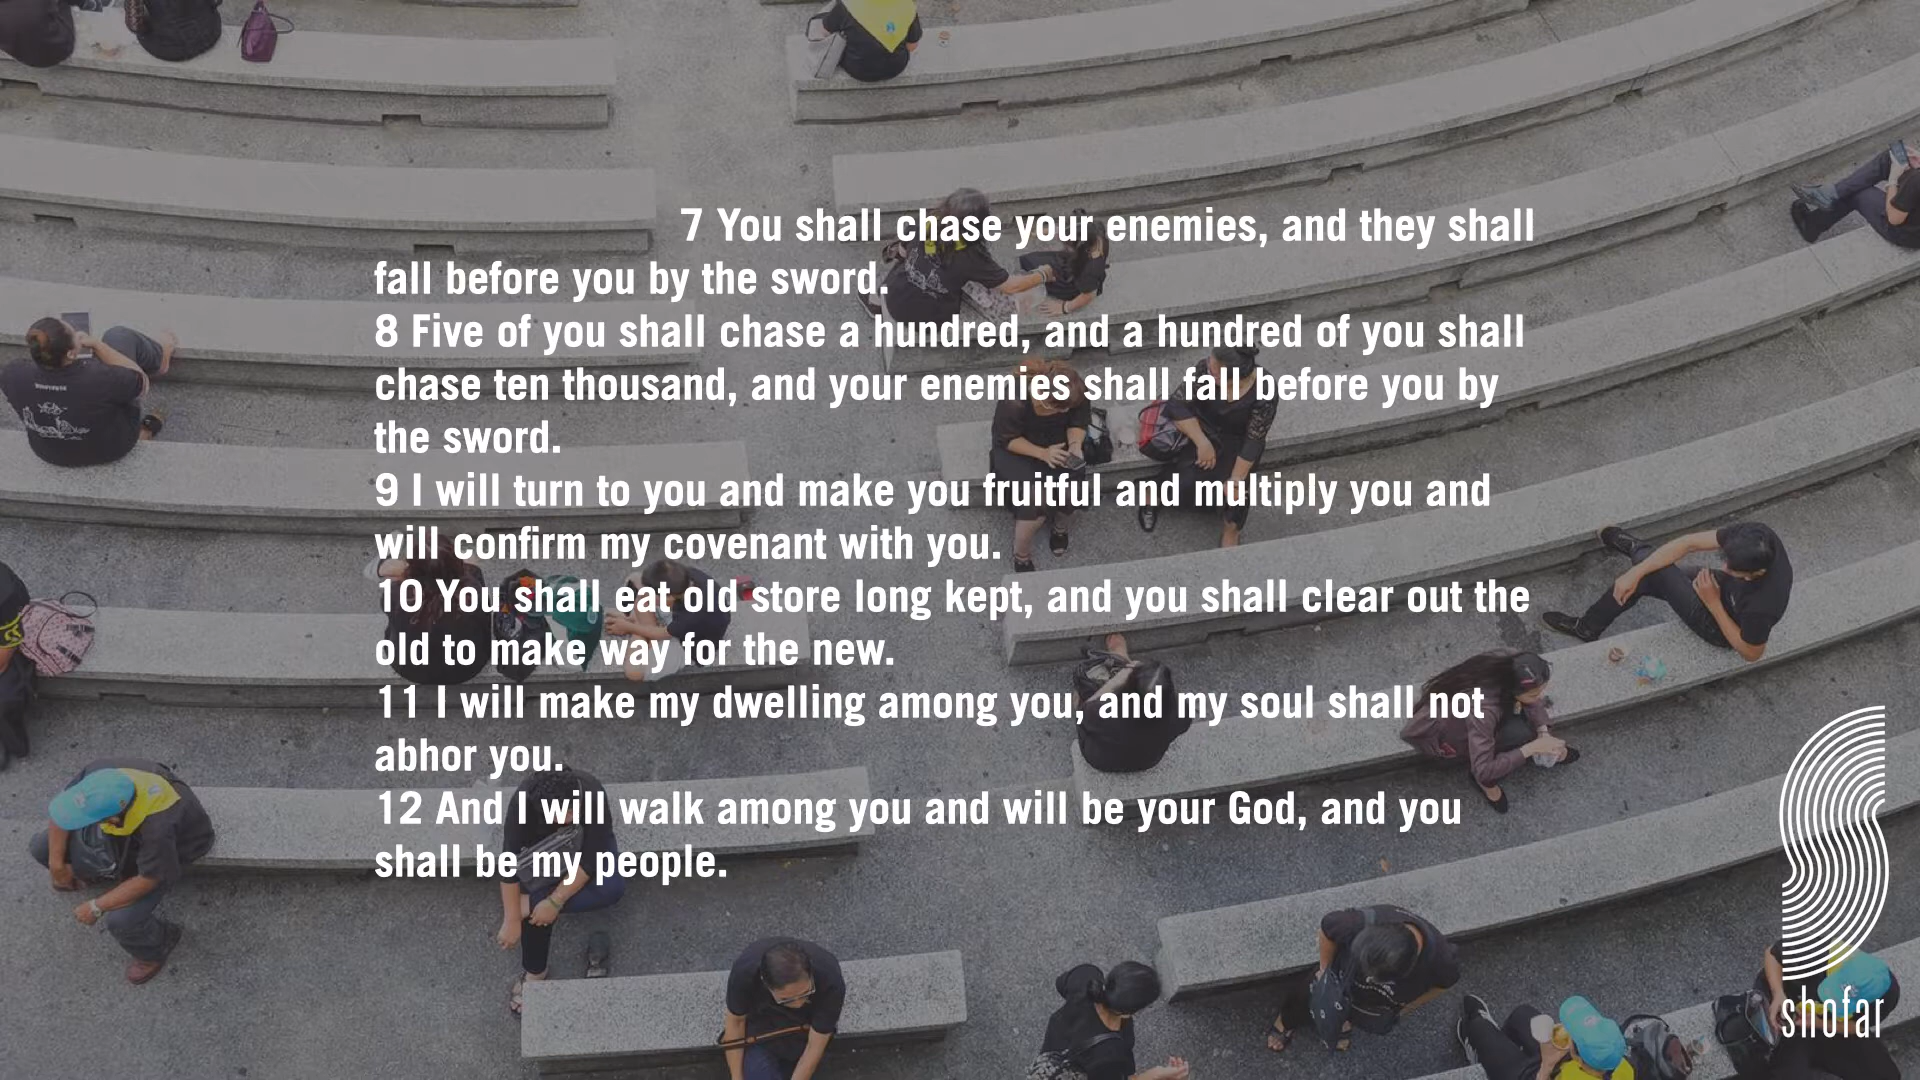 7 You shall chase your enemies, and they shall
fall before you by the sword.
8 Five of you shall chase a hundred, and a hundred of you shall
chase ten thousand, and your enemies shall fall before you by
the sword.
9 I will turn to you and make you fruitful and multiply you and
will confirm my covenant with you.
10 You shall eat old store long kept, and you shall clear out the
old to make way for the new.
11 I will make my dwelling among you, and my soul shall not
abhor you.
12 And I will walk among you and will be your God, and you
shall be my people.
shofar